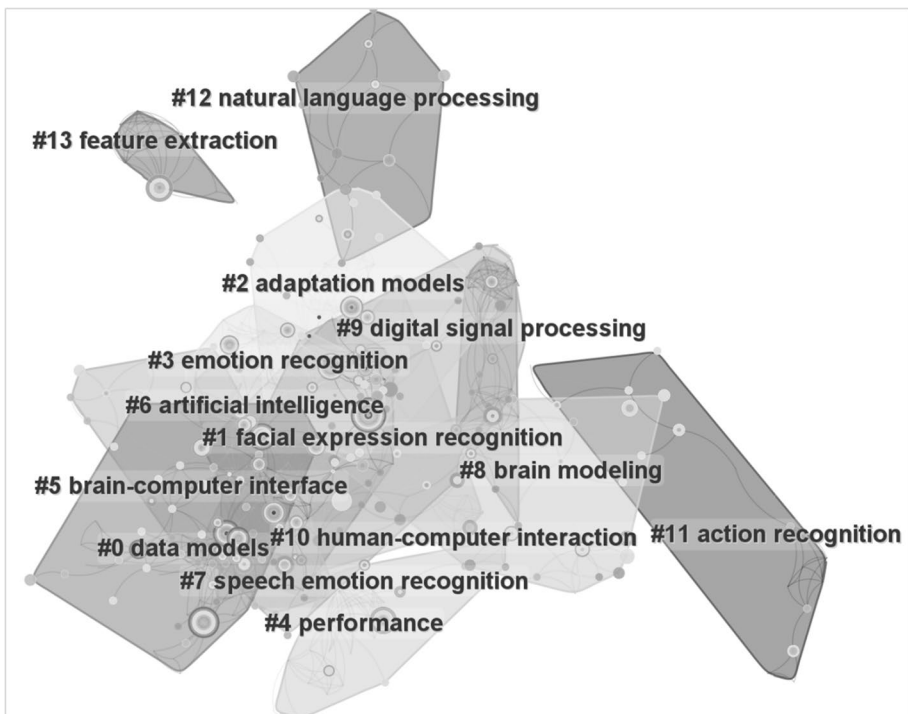 #12 natural language processing
#13 feature extraction
#2 adaptation models
#9 digital signal processing
#3 emotion recognition
#6 artificial intelligence
#1 facial expression recognition
#8 brain modeling
#5 brain-computer interface
#11 action recognition
#10 human-computer interaction
#0 data models
#7 speech emotion recognition
#4 performance